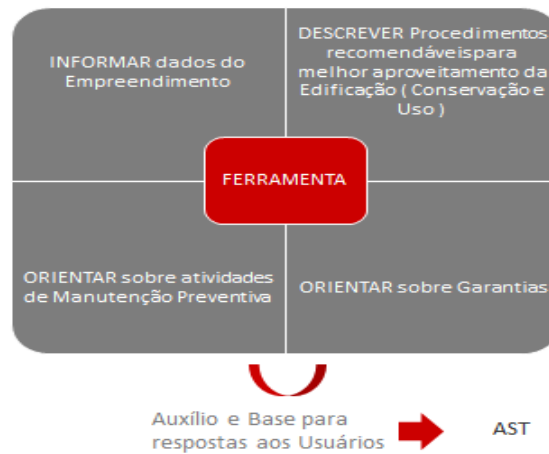 INFORMAR dados do
Empreendimento
DESCREVER Procedimentos
recomendáveispara
melhor aproveitamento da
Edificação ( Conservação e
Uso )
FERRAMENTA
ORIENTAR sobre atividades
de Manutenção Preventiva
ORIENTAR sobre Garantias
Auxílio e Base para
respostas aos Usuários
AST